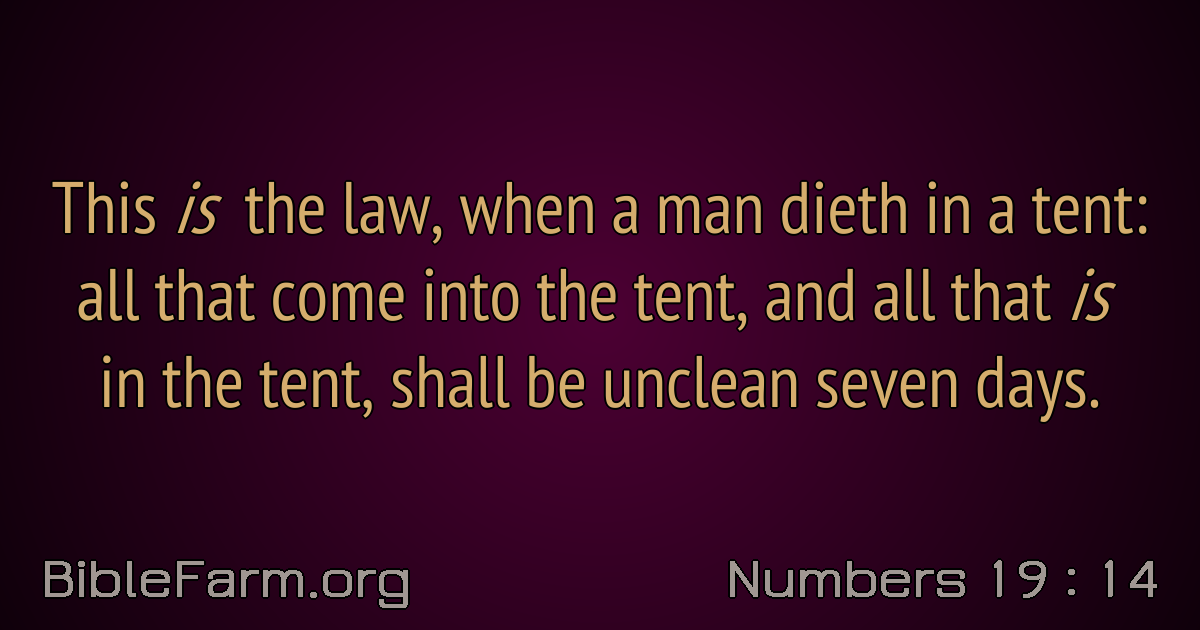 This is the law, when a man dieth in a tent:
all that come into the tent, and all that is
in the tent, shall be unclean seven days.
BibleFarm.org
Numbers 19 : 14